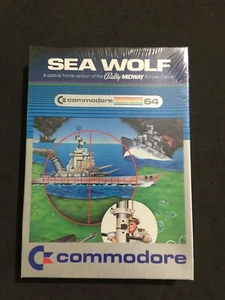 SEA WOLF
A special home version of the Bally MIDWAY Arcade Game
commodore 64
commodore